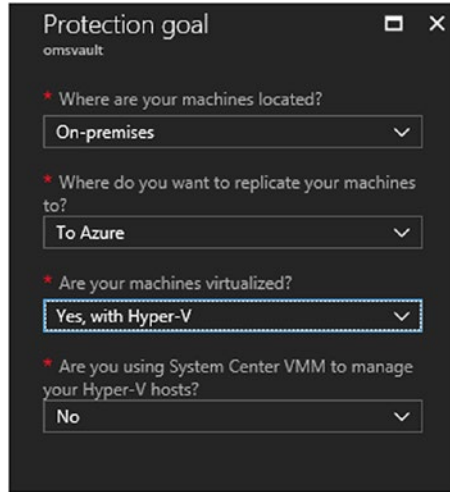 Protection goal
omsvault
* Where are your machines located?
On-premises
* Where do you want to replicate your machines
to?
To Azure
* Are your machines virtualized?
Yes, with Hyper-V
* Are you using System Center VMM to manage
your Hyper-V hosts?
No